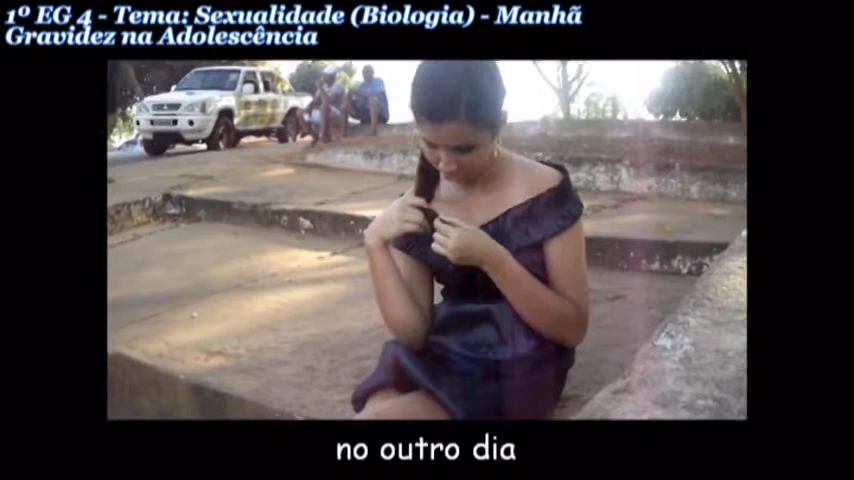 1º EG 4 - Tema: Sexualidade (Biologia) - Manhã
Gravidez na Adolescência
no outro dia